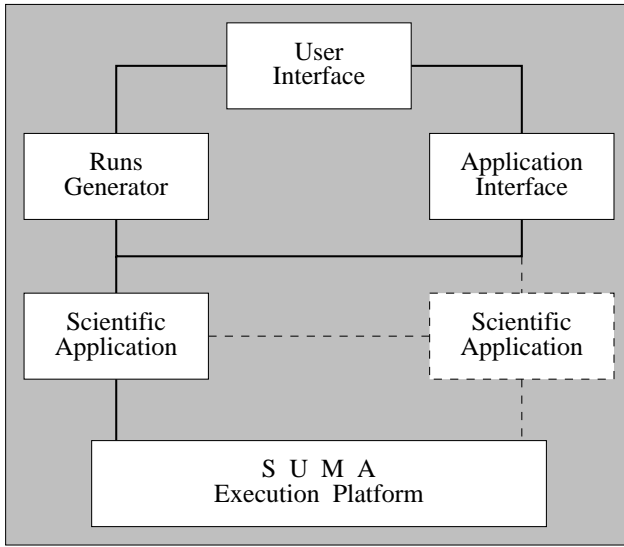 User
Interface
Runs
Generator
Application
Interface
Scientific
Application
Scientific
Application
S U M A
Execution Platform